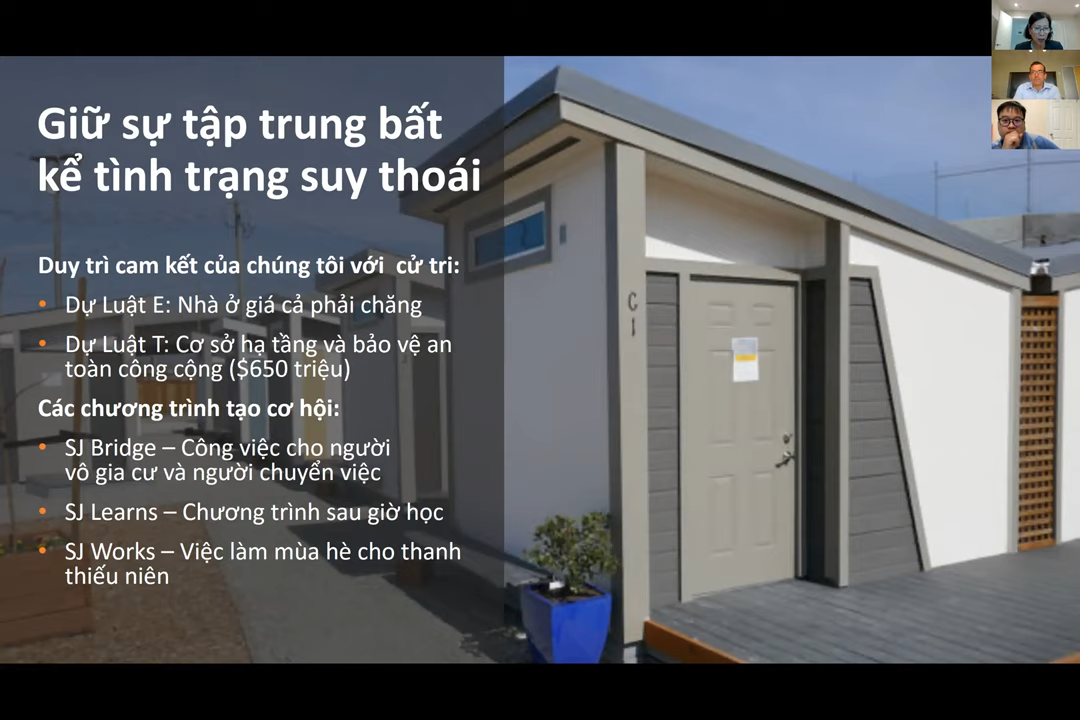 Giữ sự tập trung bất
kể tình trạng suy thoái
Duy trì cam kết của chúng tôi với  cử tri:
• Dự Luật E: Nhà ở giá cả phải chăng
• Dự Luật T: Cơ sở hạ tầng và bảo vệ an
toàn công cộng ($650 triệu)
Các chương trình tạo cơ hội:
• SJ Bridge – Công việc cho người
vô gia cư và người chuyển việc
• SJ Learns – Chương trình sau giờ học
• SJ Works – Việc làm mùa hè cho thanh
thiếu niên
C
1